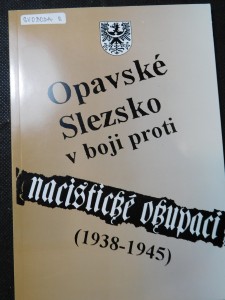 Opavské
Slezsko
v boji proti
nacistické okupaci
(1938-1945)